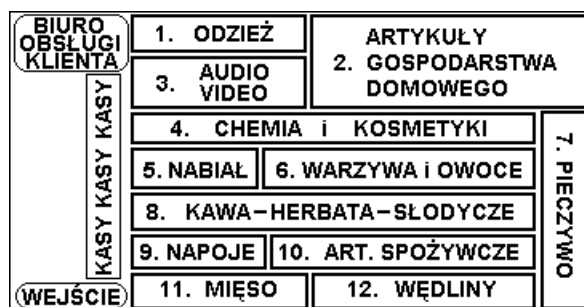 BIURO
OBSŁUGI
KLIENTA
1. ODZIEŻ
ARTYKUŁY
2. GOSPODARSTWA
DOMOWEGO
3. AUDIO
VIDEO
KASY KASY KASY
4. CHEMIA i KOSMETYKI
5. NABIAŁ
6. WARZYWA i OWOCE
7. PIECZYWO
8. KAWA-HERBATA-SŁODYCZE
9. NAPOJE
10. ART. SPOŻYWCZE
WEJŚCIE
11. MIĘSO
12. WĘDLINY